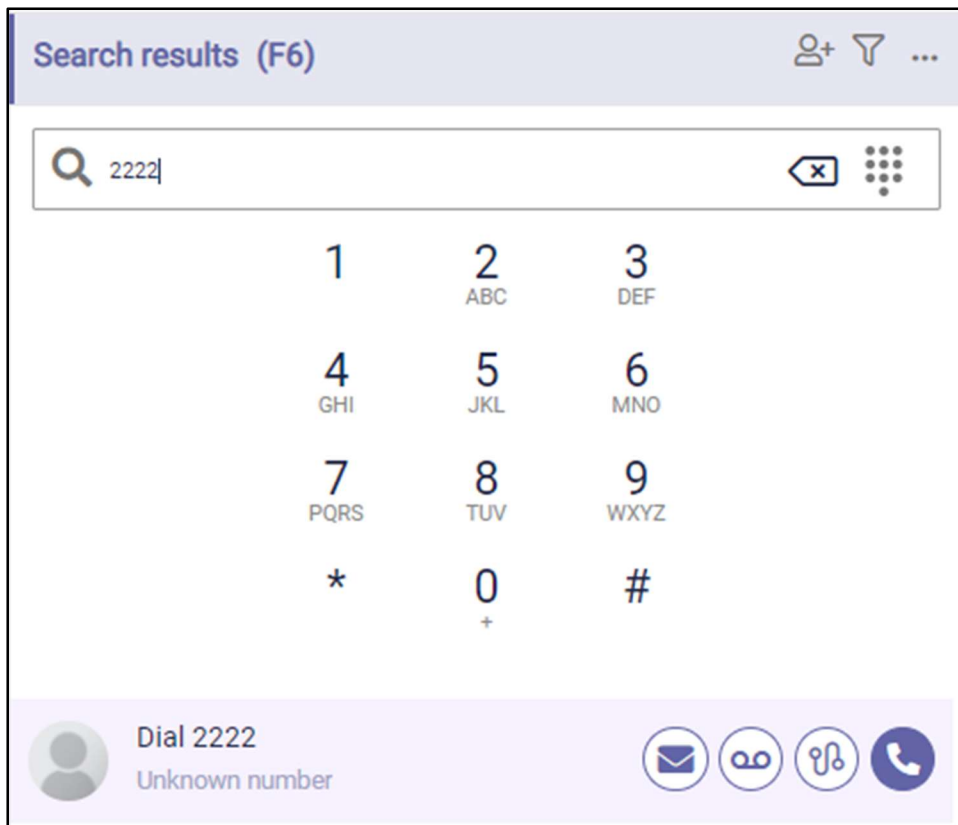 Search results (F6)
2222
1 2 3
ABC DEF
4 5 6
GHI JKL MNO
7 8 9
PQRS TUV WXYZ
* 0 #
+
Dial 2222
Unknown number